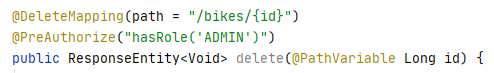 @DeleteMapping(path = "/bikes/{id}")
@PreAuthorize("hasRole('ADMIN')")
public ResponseEntity<Void> delete(@PathVariable Long id) {